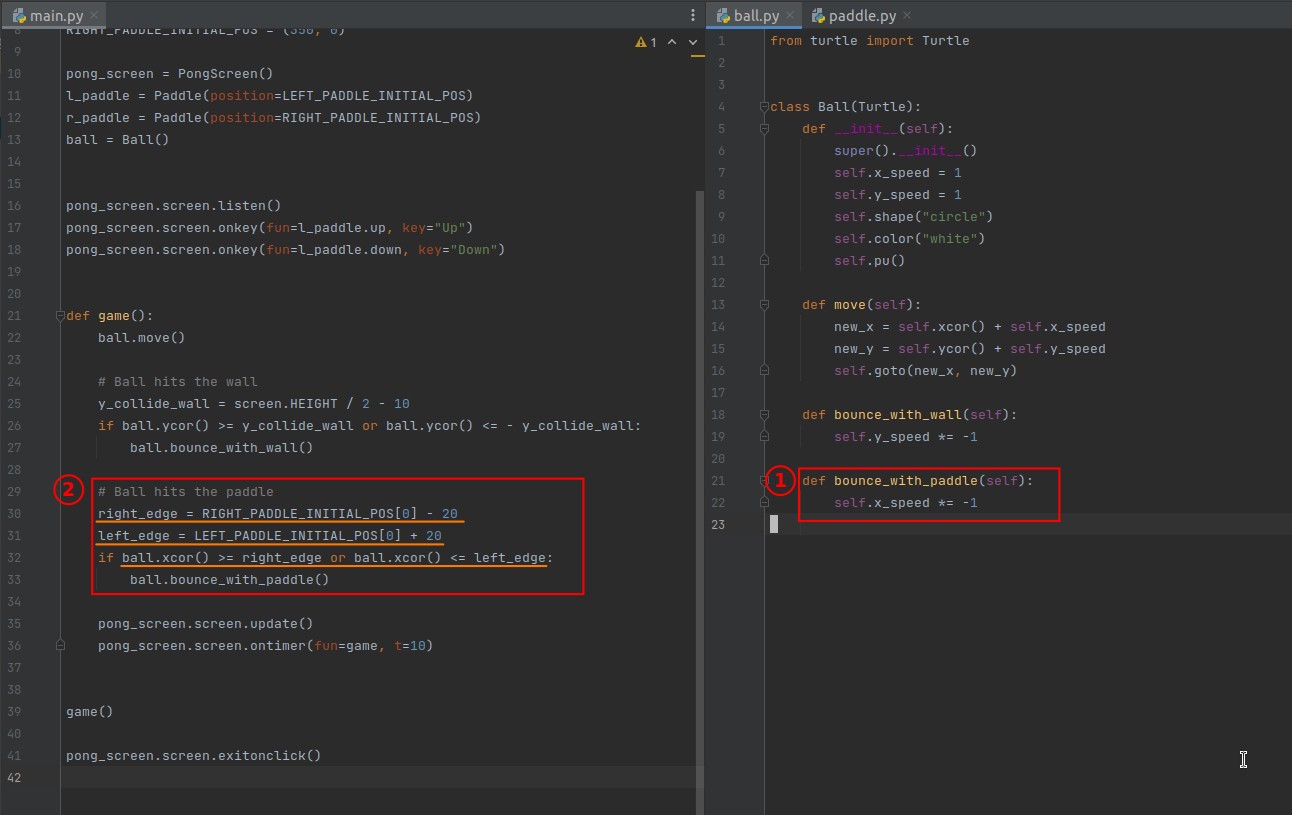 main.py
RIGHT_PADDLE_INITIAL_POS = (350, 0)
1
8
9
10 pong_screen = PongScreen()
11 l_paddle = Paddle(position=LEFT_PADDLE_INITIAL_POS)
12 r_paddle = Paddle(position=RIGHT_PADDLE_INITIAL_POS)
13 ball = Ball()
14
15
16 pong_screen.screen.listen()
17 pong_screen.screen.onkey(fun=l_paddle.up, key="Up")
18 pong_screen.screen.onkey(fun=l_paddle.down, key="Down")
19
20
21 def game():
22 ball.move()
23
24 # Ball hits the wall
25 y_collide_wall = screen.HEIGHT / 2 - 10
26 if ball.ycor() >= y_collide_wall or ball.ycor() <= - y_collide_wall:
27 ball.bounce_with_wall()
28
2
29 # Ball hits the paddle
30 right_edge = RIGHT_PADDLE_INITIAL_POS[0] - 20
31 left_edge = LEFT_PADDLE_INITIAL_POS[0] + 20
32 if ball.xcor() >= right_edge or ball.xcor() <= left_edge:
33 ball.bounce_with_paddle()
34
35 pong_screen.screen.update()
36 pong_screen.screen.ontimer(fun=game, t=10)
37
38
39 game()
40
41 pong_screen.screen.exitonclick()
42
ball.py paddle.py
1 from turtle import Turtle
2
3
4 class Ball(Turtle):
5 def __init__(self):
6 super().__init__()
7 self.x_speed = 1
8 self.y_speed = 1
9 self.shape("circle")
10 self.color("white")
11 self.pu()
12
13 def move(self):
14 new_x = self.xcor() + self.x_speed
15 new_y = self.ycor() + self.y_speed
16 self.goto(new_x, new_y)
17
18 def bounce_with_wall(self):
19 self.y_speed *= -1
20
1
21 def bounce_with_paddle(self):
22 self.x_speed *= -1
23